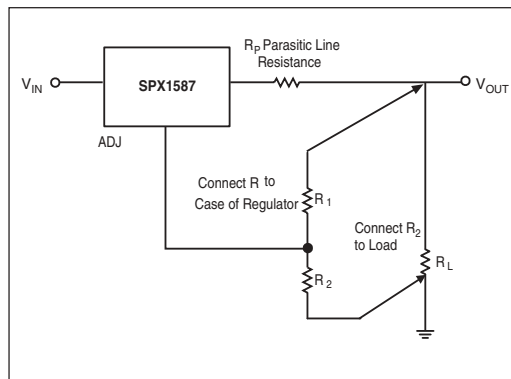 R_P Parasitic Line
Resistance
V_IN
SPX1587
V_OUT
ADJ
Connect R to
Case of Regulator
R_1
Connect R_2
to Load
R_L
R_2